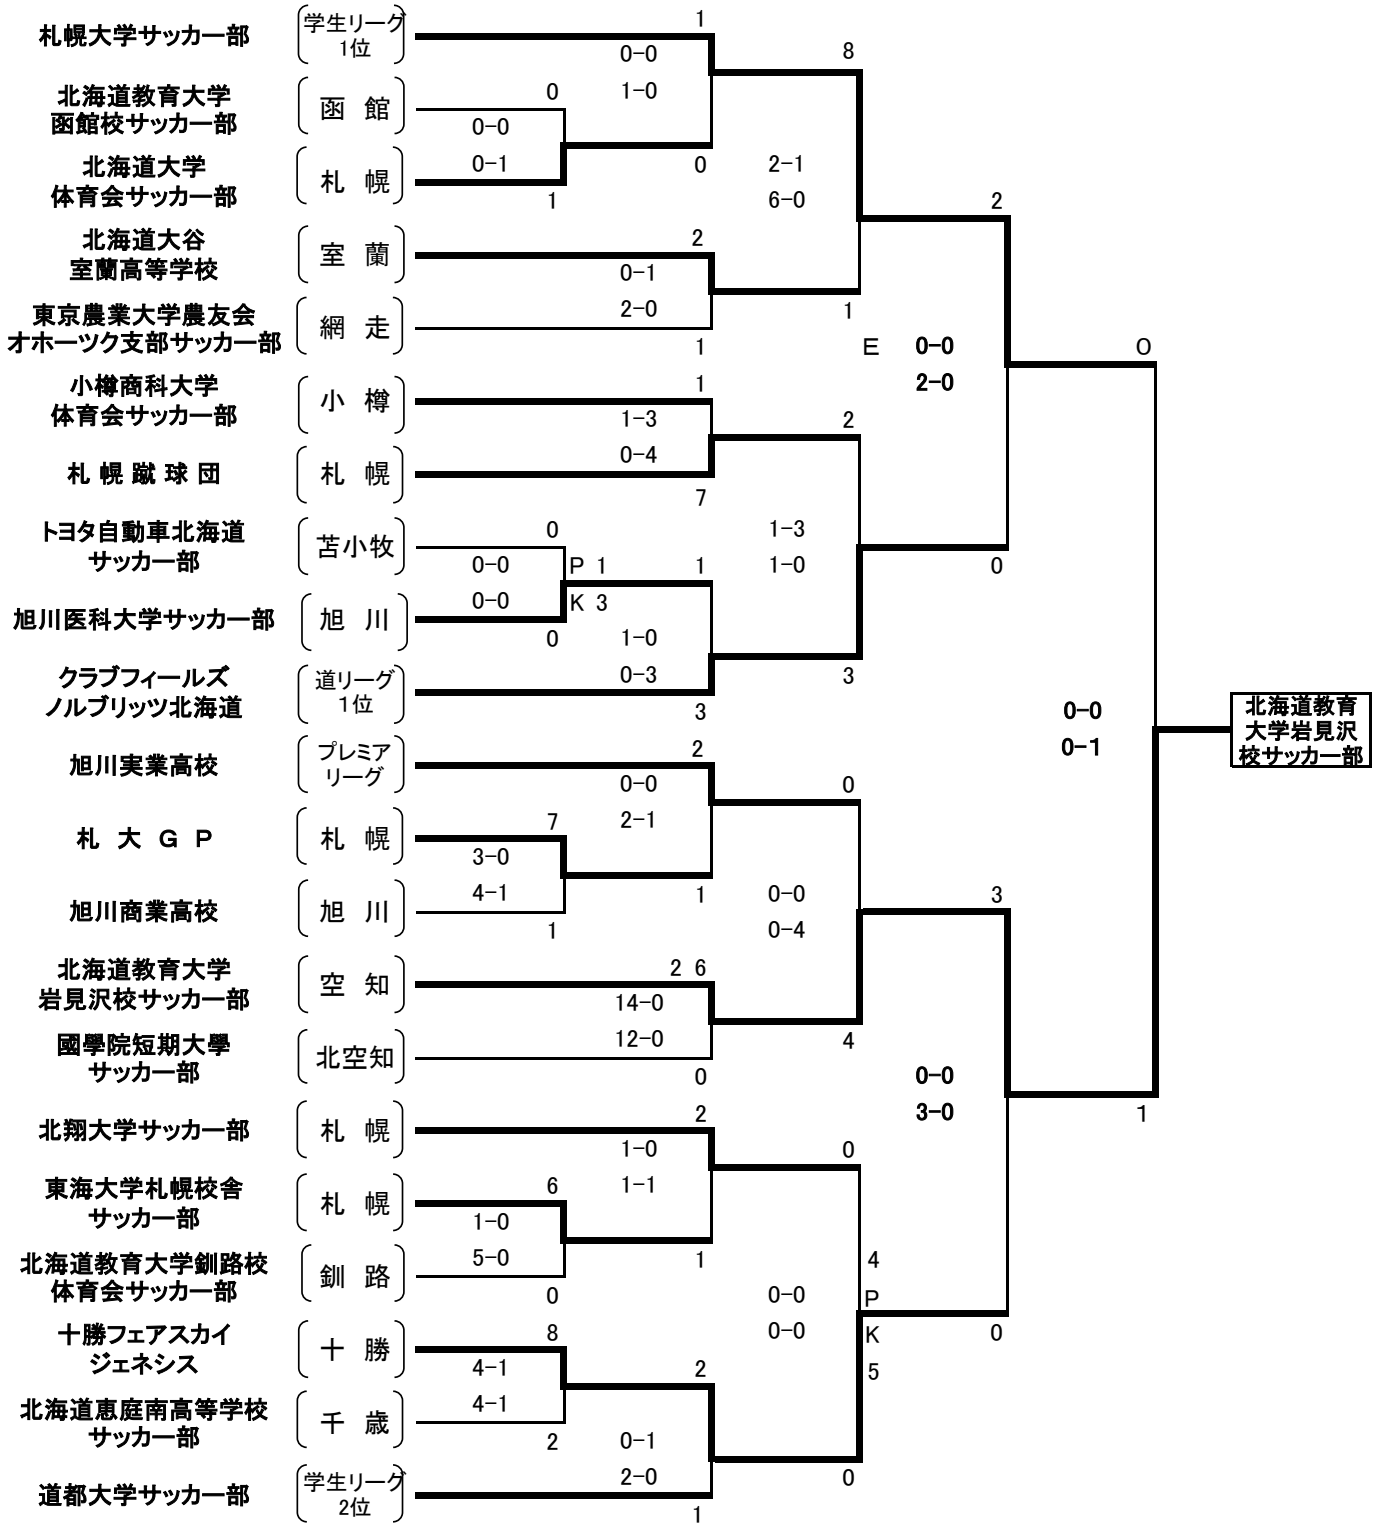 札幌大学サッカー部
学生リーグ
1位
北海道教育大学
函館校サッカー部
函 館
北海道大学
体育会サッカー部
札 幌
北海道大谷
室蘭高等学校
室 蘭
東京農業大学農友会
オホーツク支部サッカー部
網 走
小樽商科大学
体育会サッカー部
小 樽
札 幌 蹴 球 団
札 幌
トヨタ自動車北海道
サッカー部
苫小牧
旭川医科大学サッカー部
旭 川
クラブフィールズ
ノルブリッツ北海道
道リーグ
1位
旭川実業高校
プレミア
リーグ
札 大 G P
札 幌
旭川商業高校
旭 川
北海道教育大学
岩見沢校サッカー部
空 知
國學院短期大學
サッカー部
北空知
北翔大学サッカー部
札 幌
東海大学札幌校舎
サッカー部
札 幌
北海道教育大学釧路校
体育会サッカー部
釧 路
十勝フェアスカイ
ジェネシス
十 勝
北海道恵庭南高等学校
サッカー部
千 歳
道都大学サッカー部
学生リーグ
2位
0
0-0
0-1
1
0
0-0
0-0
0
P 1
K 3
7
3-0
4-1
1
6
1-0
5-0
0
8
4-1
4-1
2
1
0-0
1-0
0
2
0-1
2-0
1
1
1-3
0-4
7
1
1-0
0-3
3
2
0-0
2-1
1
2 6
14-0
12-0
0
2
1-0
1-1
1
2
0-1
2-0
1
8
2-1
6-0
1
2
1-3
1-0
3
0
0-0
0-4
4
0
0-0
0-0
0
4
P
K
5
2
E 0-0
2-0
0
3
0-0
3-0
0
0
0-0
0-1
1
北海道教育
大学岩見沢
校サッカー部